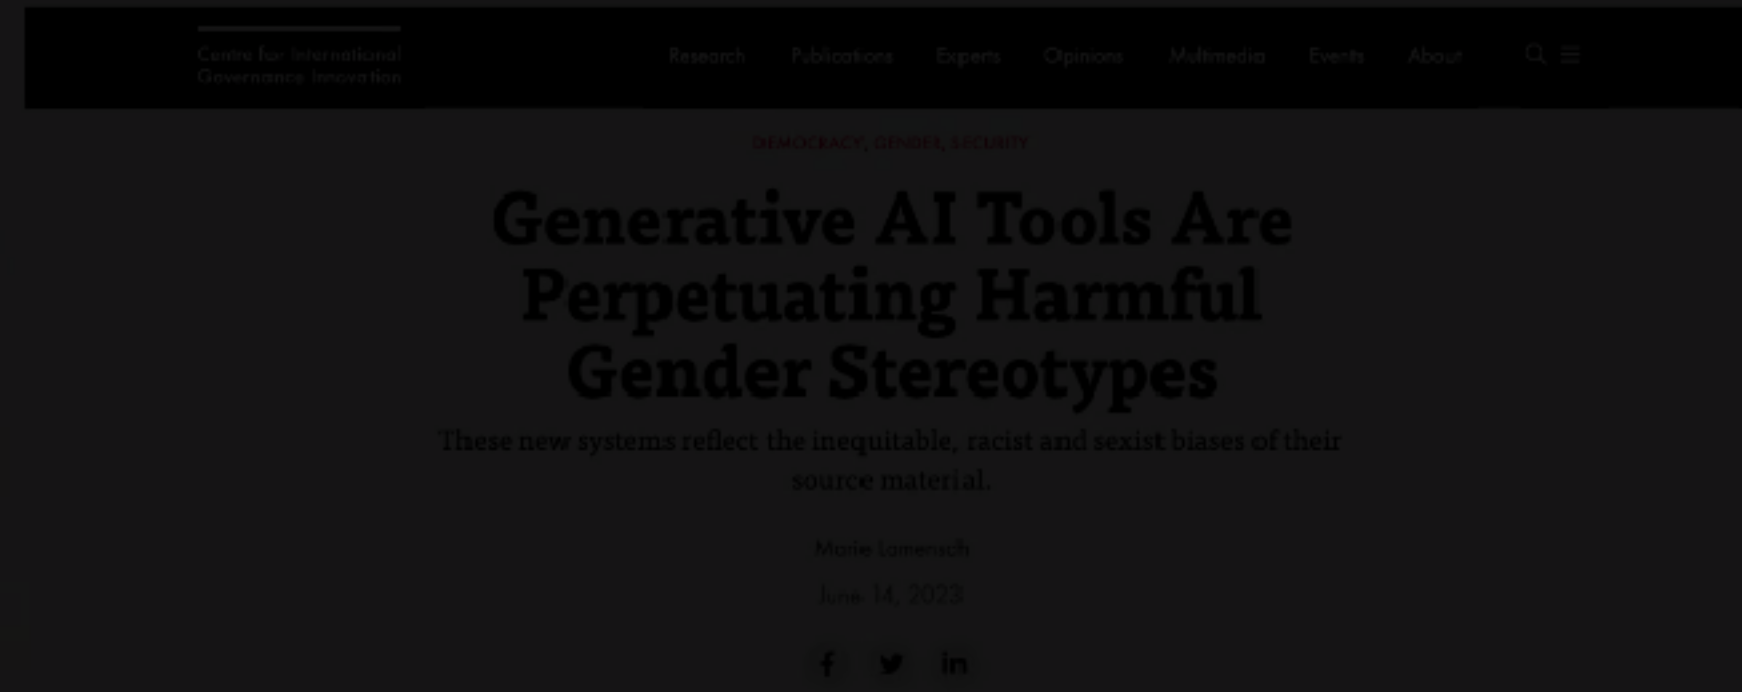 Centre for International
Governance Innovation
Research Publications Experts Opinions Multimedia Events About
DEMOCRACY, GENDER, SECURITY
Generative AI Tools Are
Perpetuating Harmful
Gender Stereotypes
These new systems reflect the inequitable, racist and sexist biases of their
source material.
Marie Lamensch
June 14, 2023